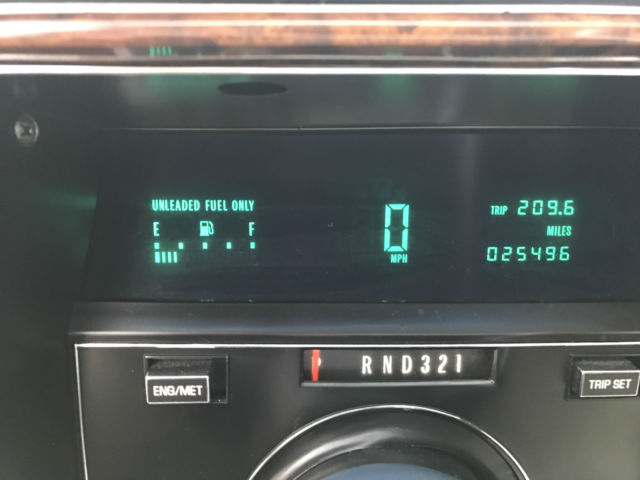 UNLEADED FUEL ONLY
E F
0
MPH
TRIP 209.6
MILES
025496
P RND321
ENG/MET
TRIP SET